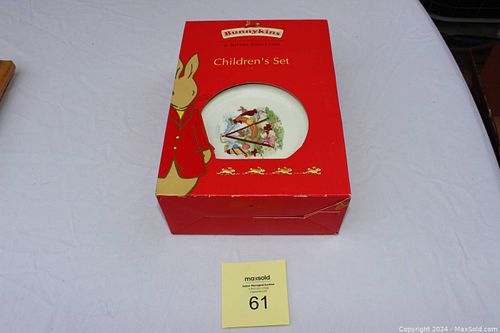 Bunnykins
ROYAL DOULTON
Children's Set
maxsold
61
Copyright 2024 - MaxSold.com